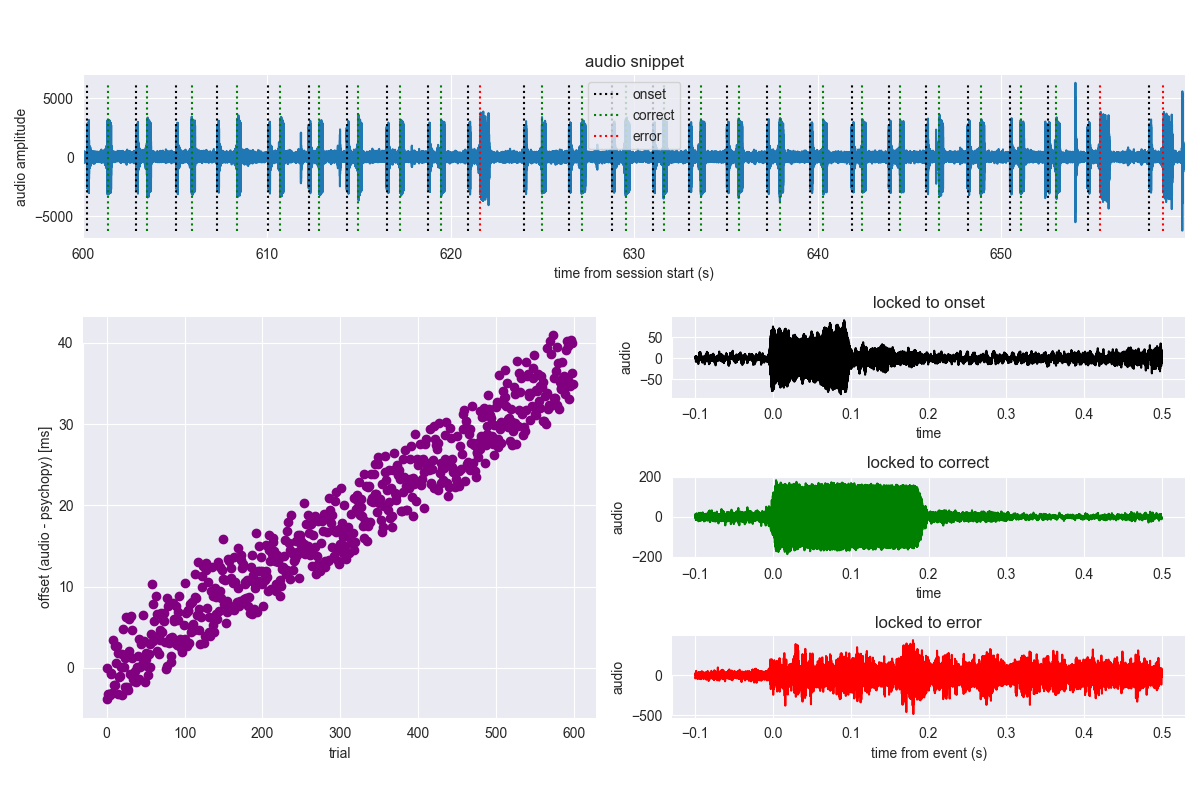 audio snippet
audio amplitude
5000
0
−5000
onset
correct
error
600
610
620
630
640
650
time from session start (s)
offset (audio - psychopy) [ms]
40
30
20
10
0
0
100
200
300
400
500
600
trial
locked to onset
audio
50
0
−50
−0.1
0.0
0.1
0.2
0.3
0.4
0.5
time
locked to correct
audio
200
0
−200
−0.1
0.0
0.1
0.2
0.3
0.4
0.5
time
locked to error
audio
0
−500
−0.1
0.0
0.1
0.2
0.3
0.4
0.5
time from event (s)